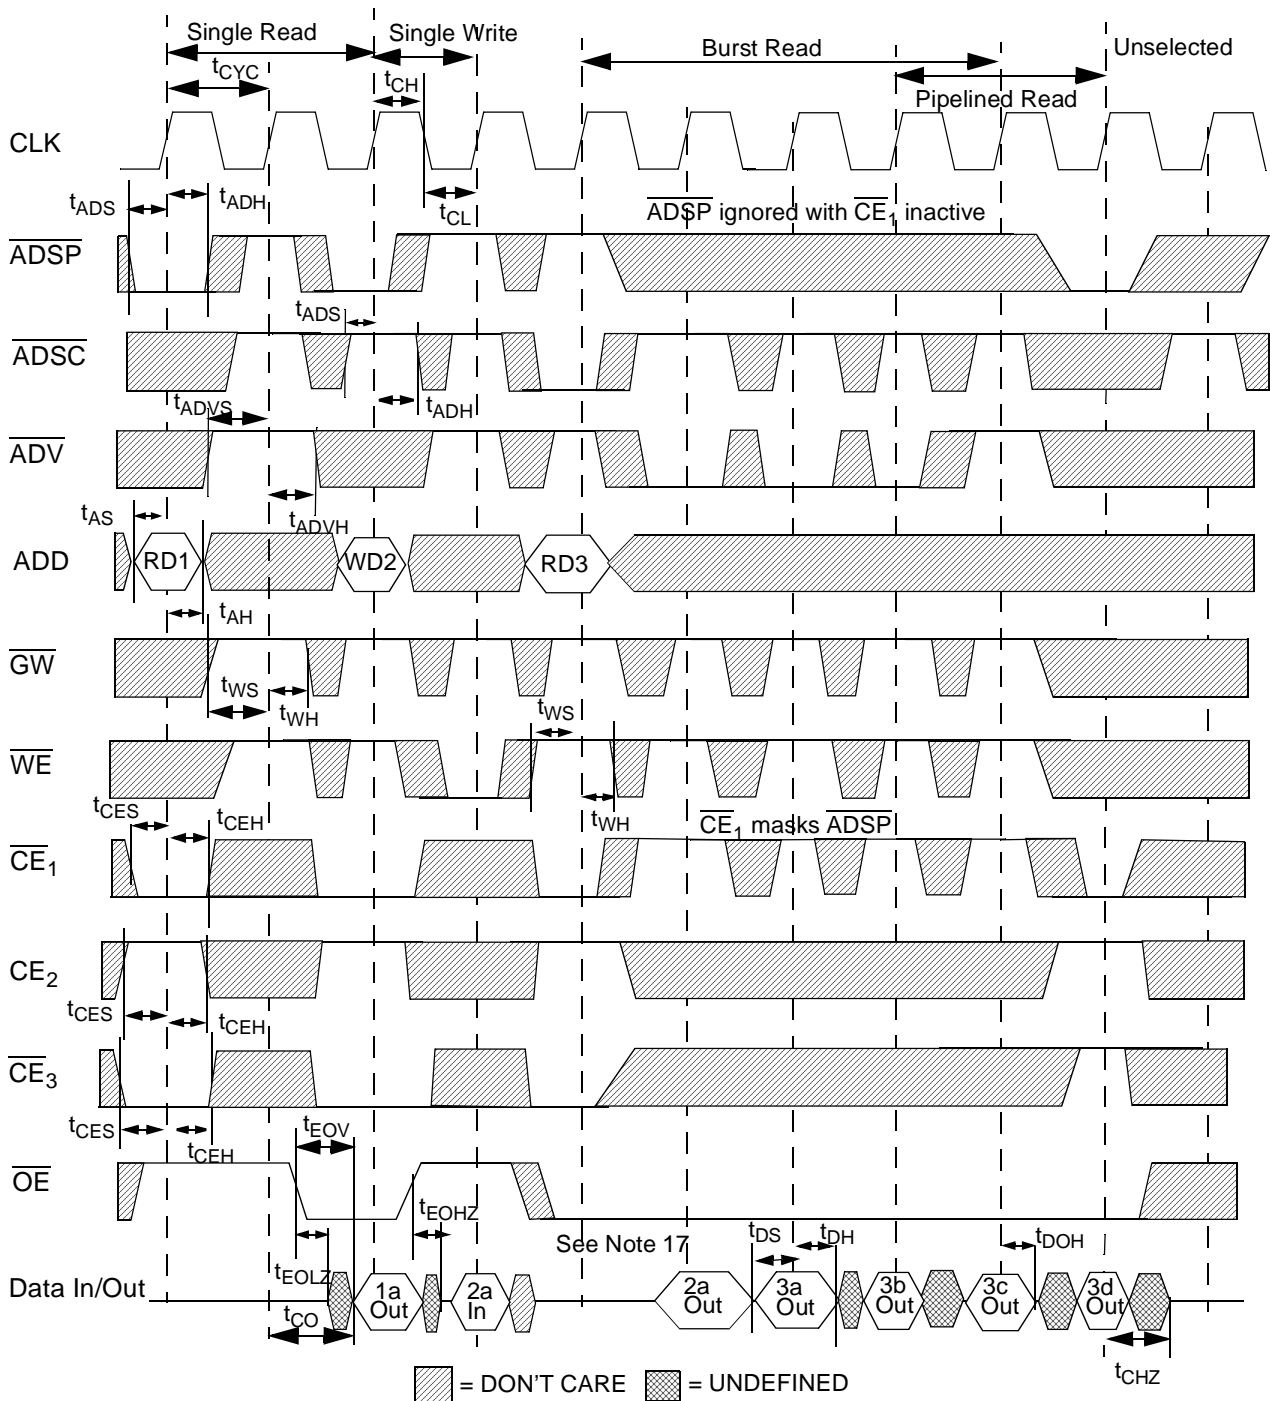 Single Read
Single Write
Burst Read
Unselected
tCYC
tCH
Pipelined Read
CLK
tADS
tADH
tCL
ADSP ignored with CE1 inactive
ADSP
tADS
ADSC
tADVS
tADH
ADV
tAS
tADVH
ADD
RD1
WD2
RD3
tAH
GW
tWS
tWH
tWS
WE
tCES
tCEH
tWH
CE1 masks ADSP
CE1
CE2
tCES
tCEH
CE3
tCES
tCEH
tEOV
OE
tEOHZ
See Note 17
tDS
tDH
tDOH
tEOLZ
Data In/Out
1a Out
2a In
2a Out
3a Out
3b Out
3c Out
3d Out
tCO
tCHZ
= DON'T CARE
= UNDEFINED